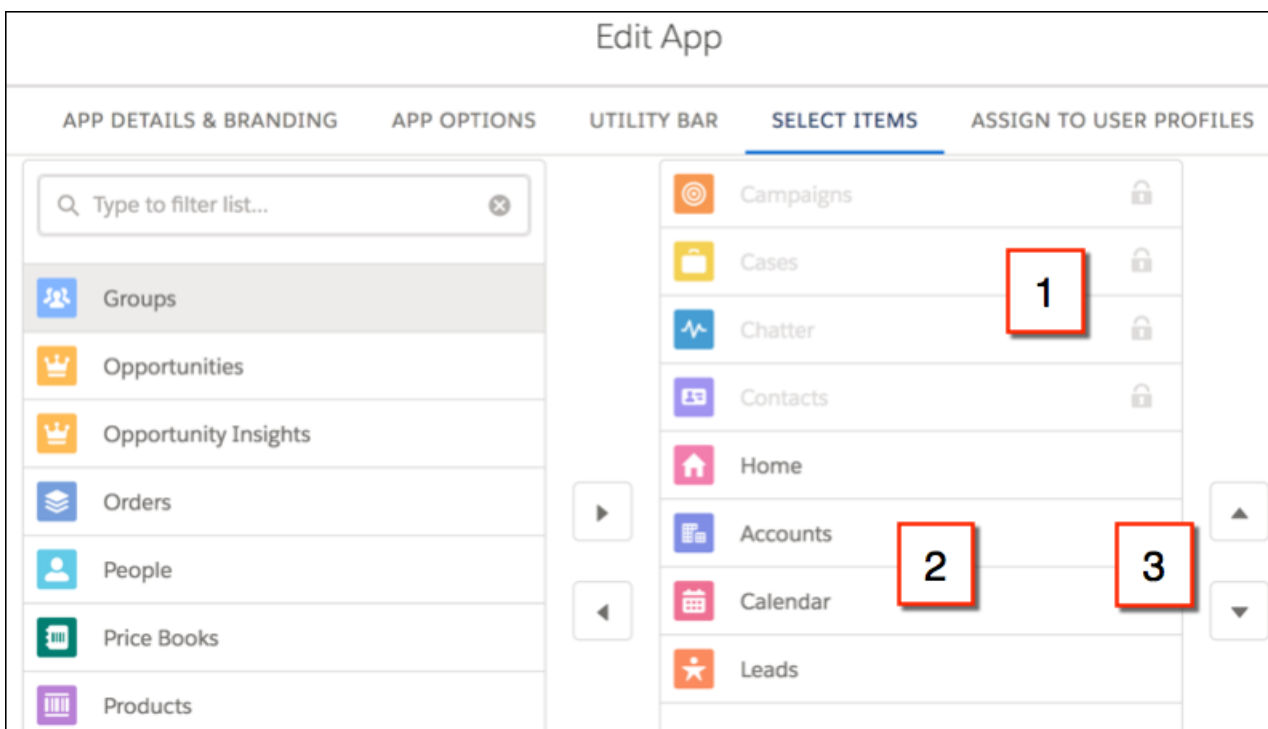 Edit App
APP DETAILS & BRANDING APP OPTIONS UTILITY BAR SELECT ITEMS ASSIGN TO USER PROFILES
Type to filter list...
Groups
Opportunities
Opportunity Insights
Orders
People
Price Books
Products
Campaigns
Cases
1
Chatter
Contacts
Home
Accounts
2
3
Calendar
Leads